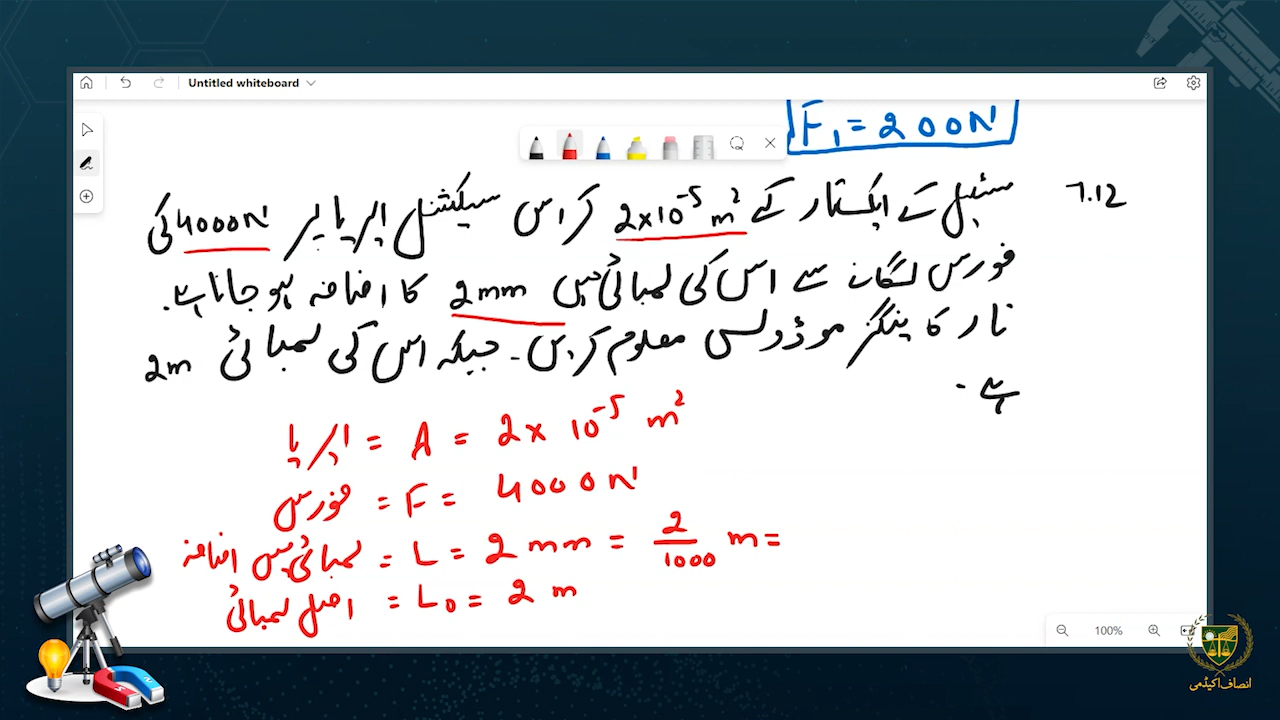 Untitled whiteboard
F₁ = 200N
7.12 سٹیل کے ایک تار کے 2×10⁻⁵ m² کراس سیکشنل ایریا پر 4000N کی
فورس لگانے سے اس کی لمبائی میں 2mm کا اضافہ ہو جاتا ہے۔
تار کا ینگز موڈولس معلوم کریں۔ جبکہ اس کی لمبائی 2m
ہے۔
ایریا = A = 2 × 10⁻⁵ m²
فورس = F = 4000N
لمبائی میں اضافہ = L = 2 mm = 2/1000 m =
اصل لمبائی = L₀ = 2 m
100%
انصاف اکیڈمی